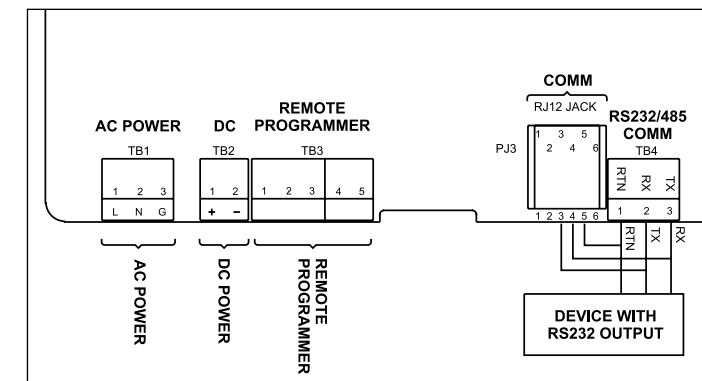 COMM
RJ12 JACK
REMOTE
PROGRAMMER
AC POWER
DC
RS232/485
COMM
TB1
TB2
TB3
PJ3
TB4
1 3 5
2 4 6
RTN RX TX
1 2 3
1 2
1 2 3 4 5
L N G
+ −
1 2 3 4 5 6
1 2 3
RTN TX RX
AC POWER
DC POWER
REMOTE
PROGRAMMER
DEVICE WITH
RS232 OUTPUT